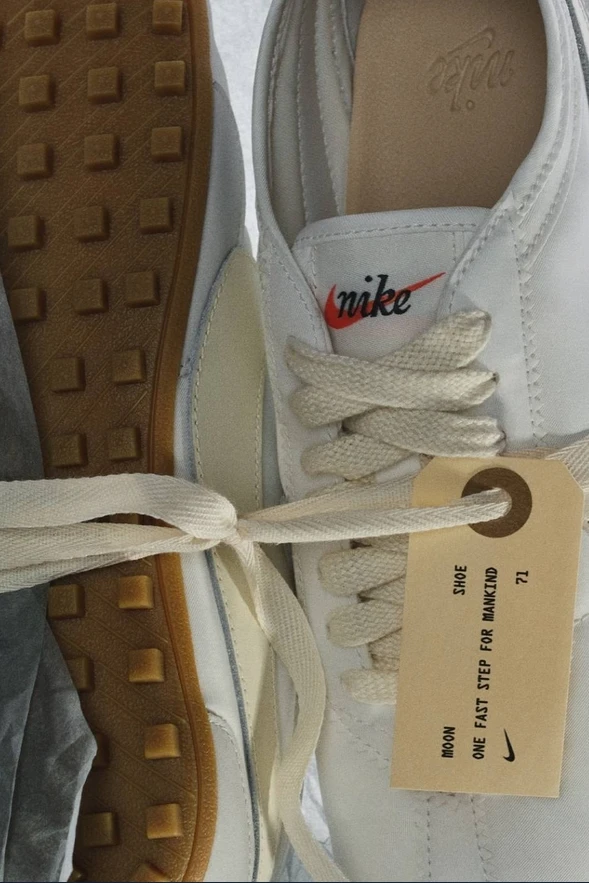 nike
nike
MOON SHOE
ONE FAST STEP FOR MANKIND
71